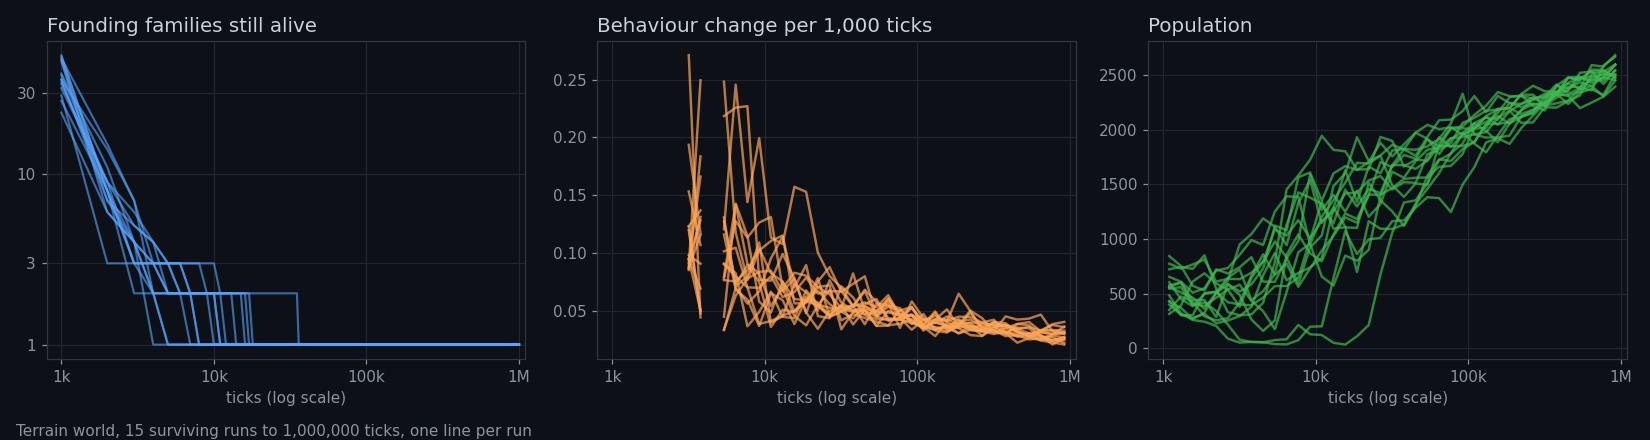 Founding families still alive
30
10
3
1
1k 10k 100k 1M
ticks (log scale)
Behaviour change per 1,000 ticks
0.25
0.20
0.15
0.10
0.05
1k 10k 100k 1M
ticks (log scale)
Population
2500
2000
1500
1000
500
0
1k 10k 100k 1M
ticks (log scale)
Terrain world, 15 surviving runs to 1,000,000 ticks, one line per run